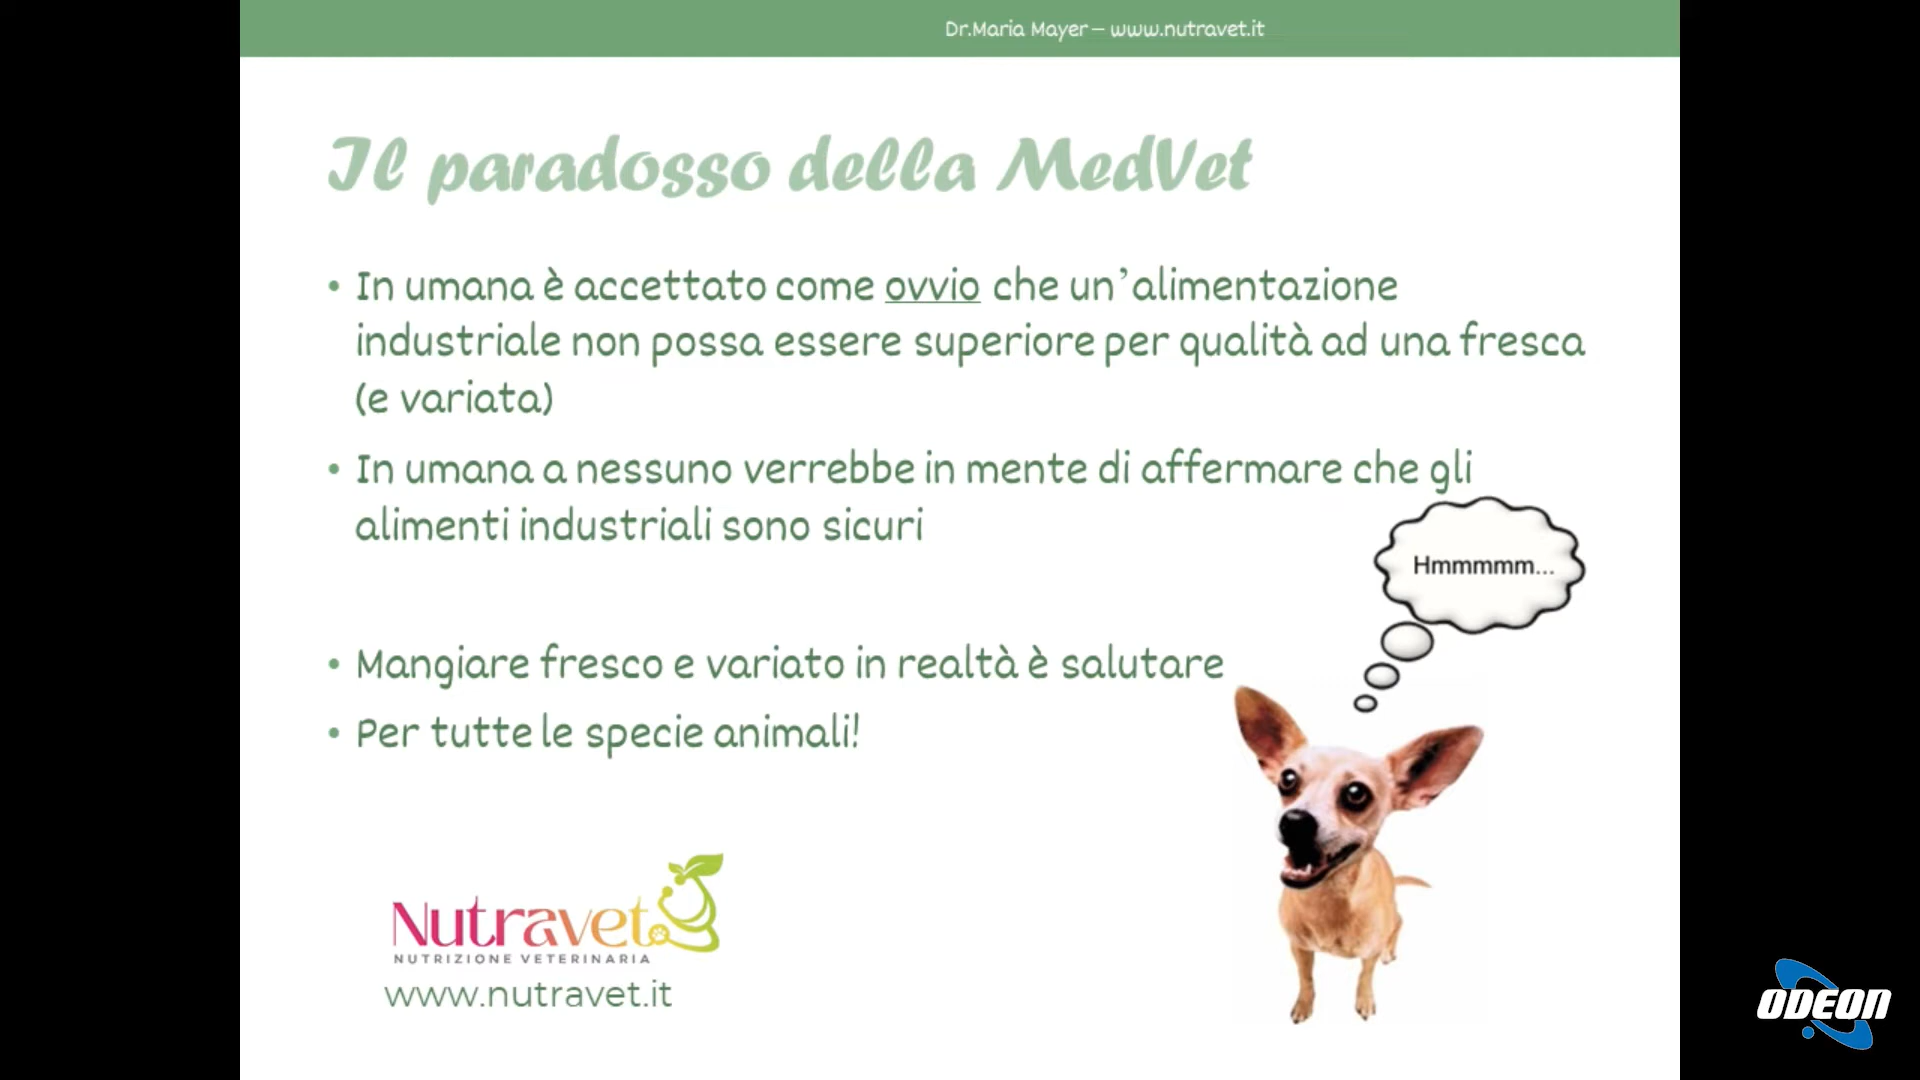 Dr.Maria Mayer – www.nutravet.it
Il paradosso della MedVet
• In umana è accettato come ovvio che un’alimentazione
industriale non possa essere superiore per qualità ad una fresca
(e variata)
• In umana a nessuno verrebbe in mente di affermare che gli
alimenti industriali sono sicuri
Hmmmmm...
• Mangiare fresco e variato in realtà è salutare
• Per tutte le specie animali!
Nutravet
NUTRIZIONE VETERINARIA
www.nutravet.it
ODEON